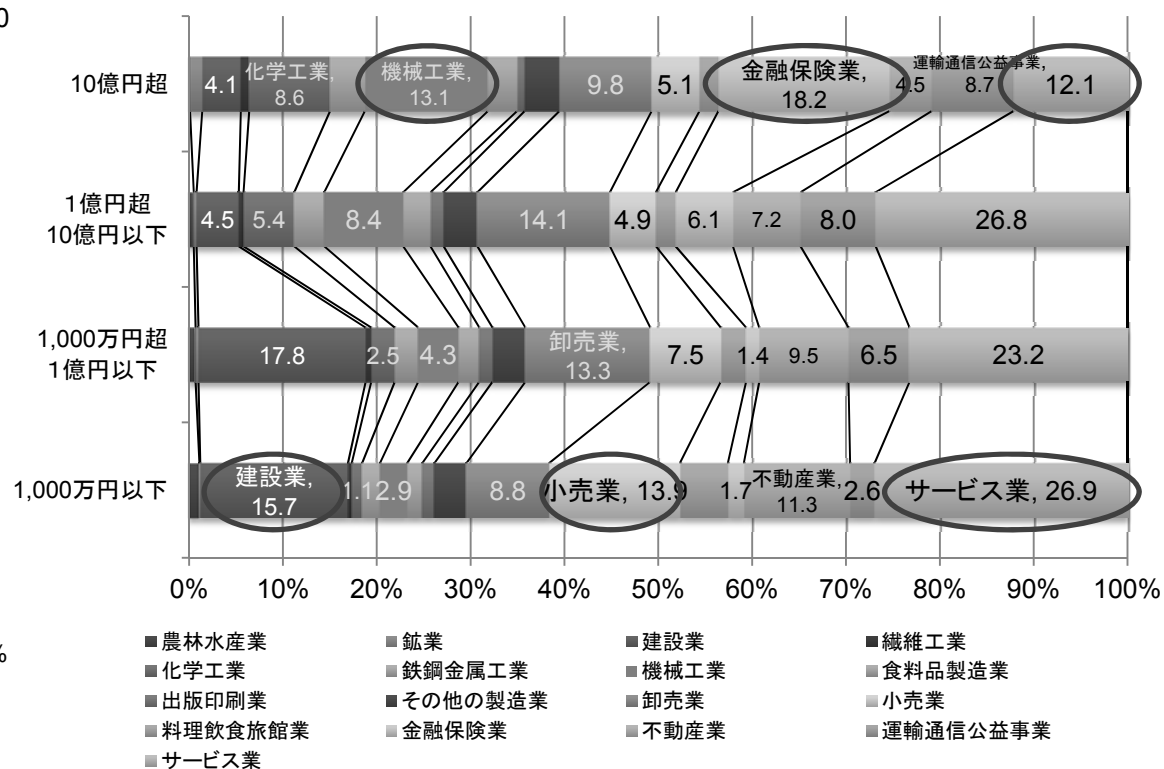 0
10億円超
4.1
化学工業,
8.6
機械工業,
13.1
9.8
5.1
金融保険業,
18.2
4.5
運輸通信公益事業,
8.7
12.1
1億円超
10億円以下
4.5
5.4
8.4
14.1
4.9
6.1
7.2
8.0
26.8
1,000万円超
1億円以下
17.8
2.5
4.3
卸売業,
13.3
7.5
1.4
9.5
6.5
23.2
1,000万円以下
建設業,
15.7
1.1
2.9
8.8
小売業, 13.9
1.7
不動産業,
11.3
2.6
サービス業, 26.9
0% 10% 20% 30% 40% 50% 60% 70% 80% 90% 100%
%
農林水産業 鉱業 建設業 繊維工業
化学工業 鉄鋼金属工業 機械工業 食料品製造業
出版印刷業 その他の製造業 卸売業 小売業
料理飲食旅館業 金融保険業 不動産業 運輸通信公益事業
サービス業